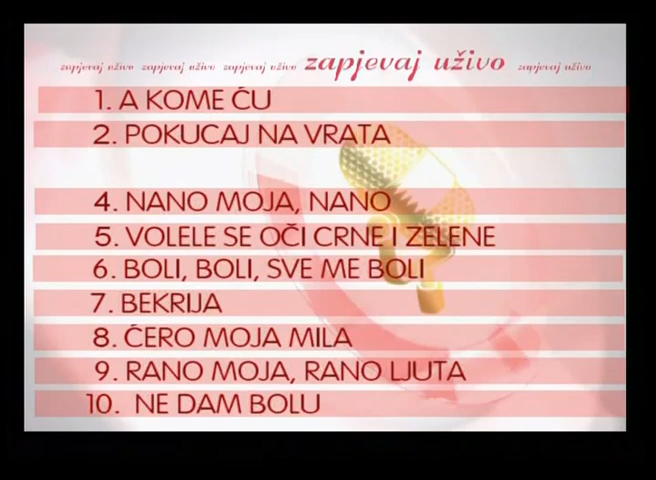 zapjevaj uživo zapjevaj uživo zapjevaj uživo zapjevaj uživo zapjevaj uživo
1. A KOME ĆU
2. POKUCAJ NA VRATA
4. NANO MOJA, NANO
5. VOLELE SE OČI CRNE I ZELENE
6. BOLI, BOLI, SVE ME BOLI
7. BEKRIJA
8. ĆERO MOJA MILA
9. RANO MOJA, RANO LJUTA
10. NE DAM BOLU